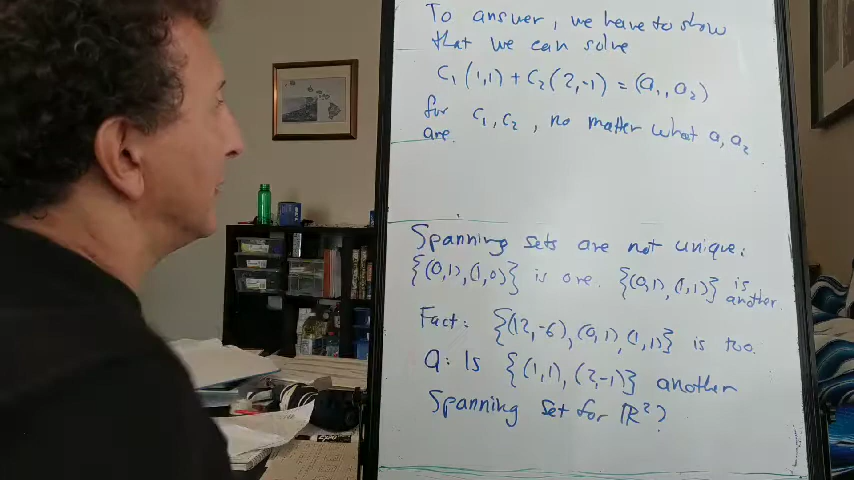 To answer, we have to show
that we can solve
C₁(1,1) + C₂(2,-1) = (a₁, a₂)
for C₁, C₂, no matter what a, a₂
are.
Spanning sets are not unique:
{(0,1), (1,0)} is one. {(0,1), (1,1)} is
another.
Fact: {(12,-6), (0,1), (1,1)} is too.
Q: Is {(1,1), (2,-1)} another
Spanning set for ℝ²?